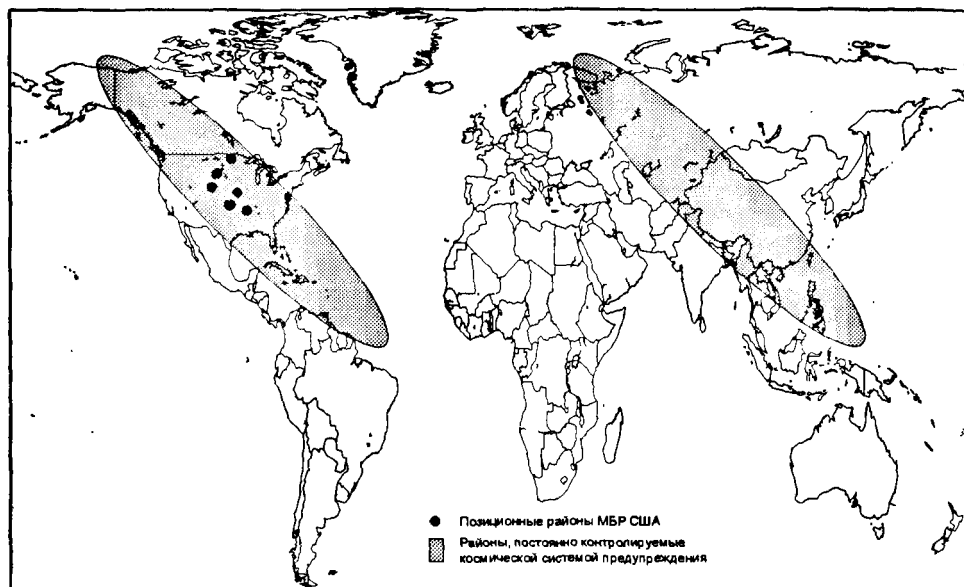 Позиционные районы МБР США
Районы, постоянно контролируемые
космической системой предупреждения